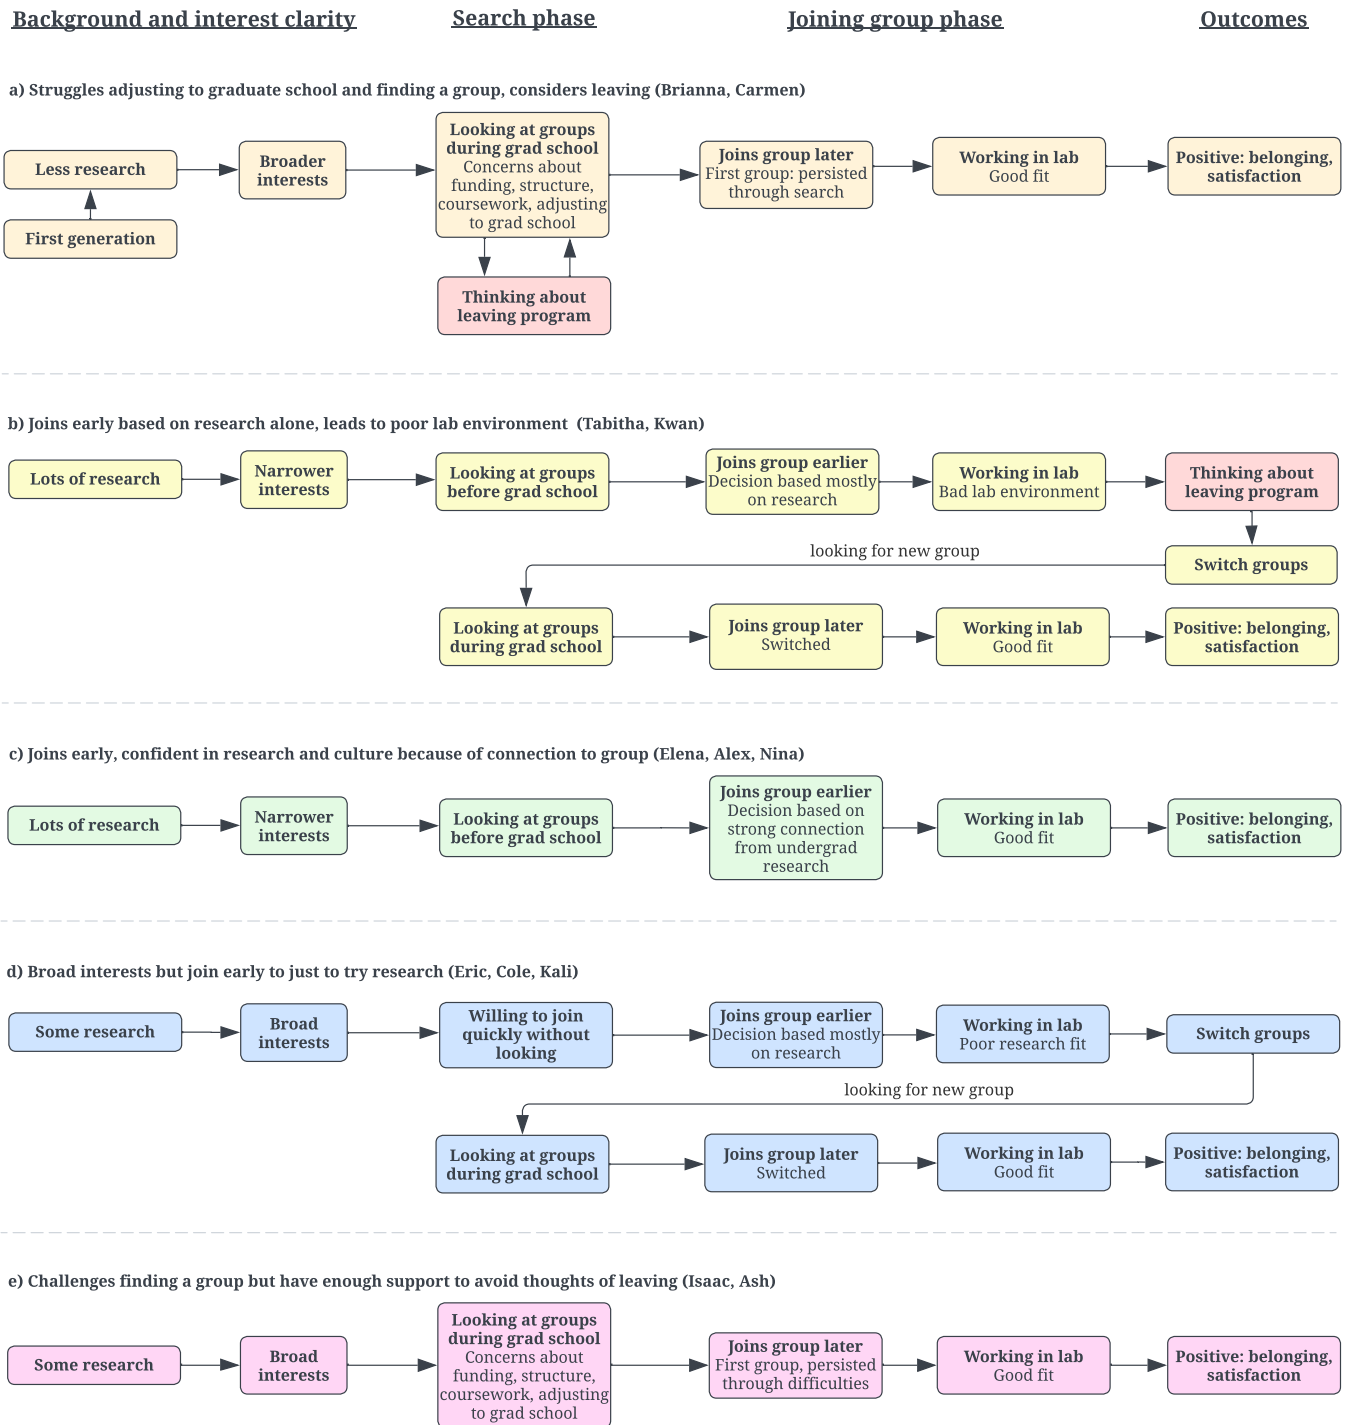 Background and interest clarity
Search phase
Joining group phase
Outcomes
a) Struggles adjusting to graduate school and finding a group, considers leaving (Brianna, Carmen)
Less research
First generation
Broader
interests
Looking at groups
during grad school
Concerns about
funding, structure,
coursework, adjusting
to grad school
Thinking about
leaving program
Joins group later
First group: persisted
through search
Working in lab
Good fit
Positive: belonging,
satisfaction
b) Joins early based on research alone, leads to poor lab environment (Tabitha, Kwan)
Lots of research
Narrower
interests
Looking at groups
before grad school
Joins group earlier
Decision based mostly
on research
Working in lab
Bad lab environment
Thinking about
leaving program
Switch groups
looking for new group
Looking at groups
during grad school
Joins group later
Switched
Working in lab
Good fit
Positive: belonging,
satisfaction
c) Joins early, confident in research and culture because of connection to group (Elena, Alex, Nina)
Lots of research
Narrower
interests
Looking at groups
before grad school
Joins group earlier
Decision based on
strong connection
from undergrad
research
Working in lab
Good fit
Positive: belonging,
satisfaction
d) Broad interests but join early to just to try research (Eric, Cole, Kali)
Some research
Broad
interests
Willing to join
quickly without
looking
Joins group earlier
Decision based mostly
on research
Working in lab
Poor research fit
Switch groups
looking for new group
Looking at groups
during grad school
Joins group later
Switched
Working in lab
Good fit
Positive: belonging,
satisfaction
e) Challenges finding a group but have enough support to avoid thoughts of leaving (Isaac, Ash)
Some research
Broad
interests
Looking at groups
during grad school
Concerns about
funding, structure,
coursework, adjusting
to grad school
Joins group later
First group, persisted
through difficulties
Working in lab
Good fit
Positive: belonging,
satisfaction